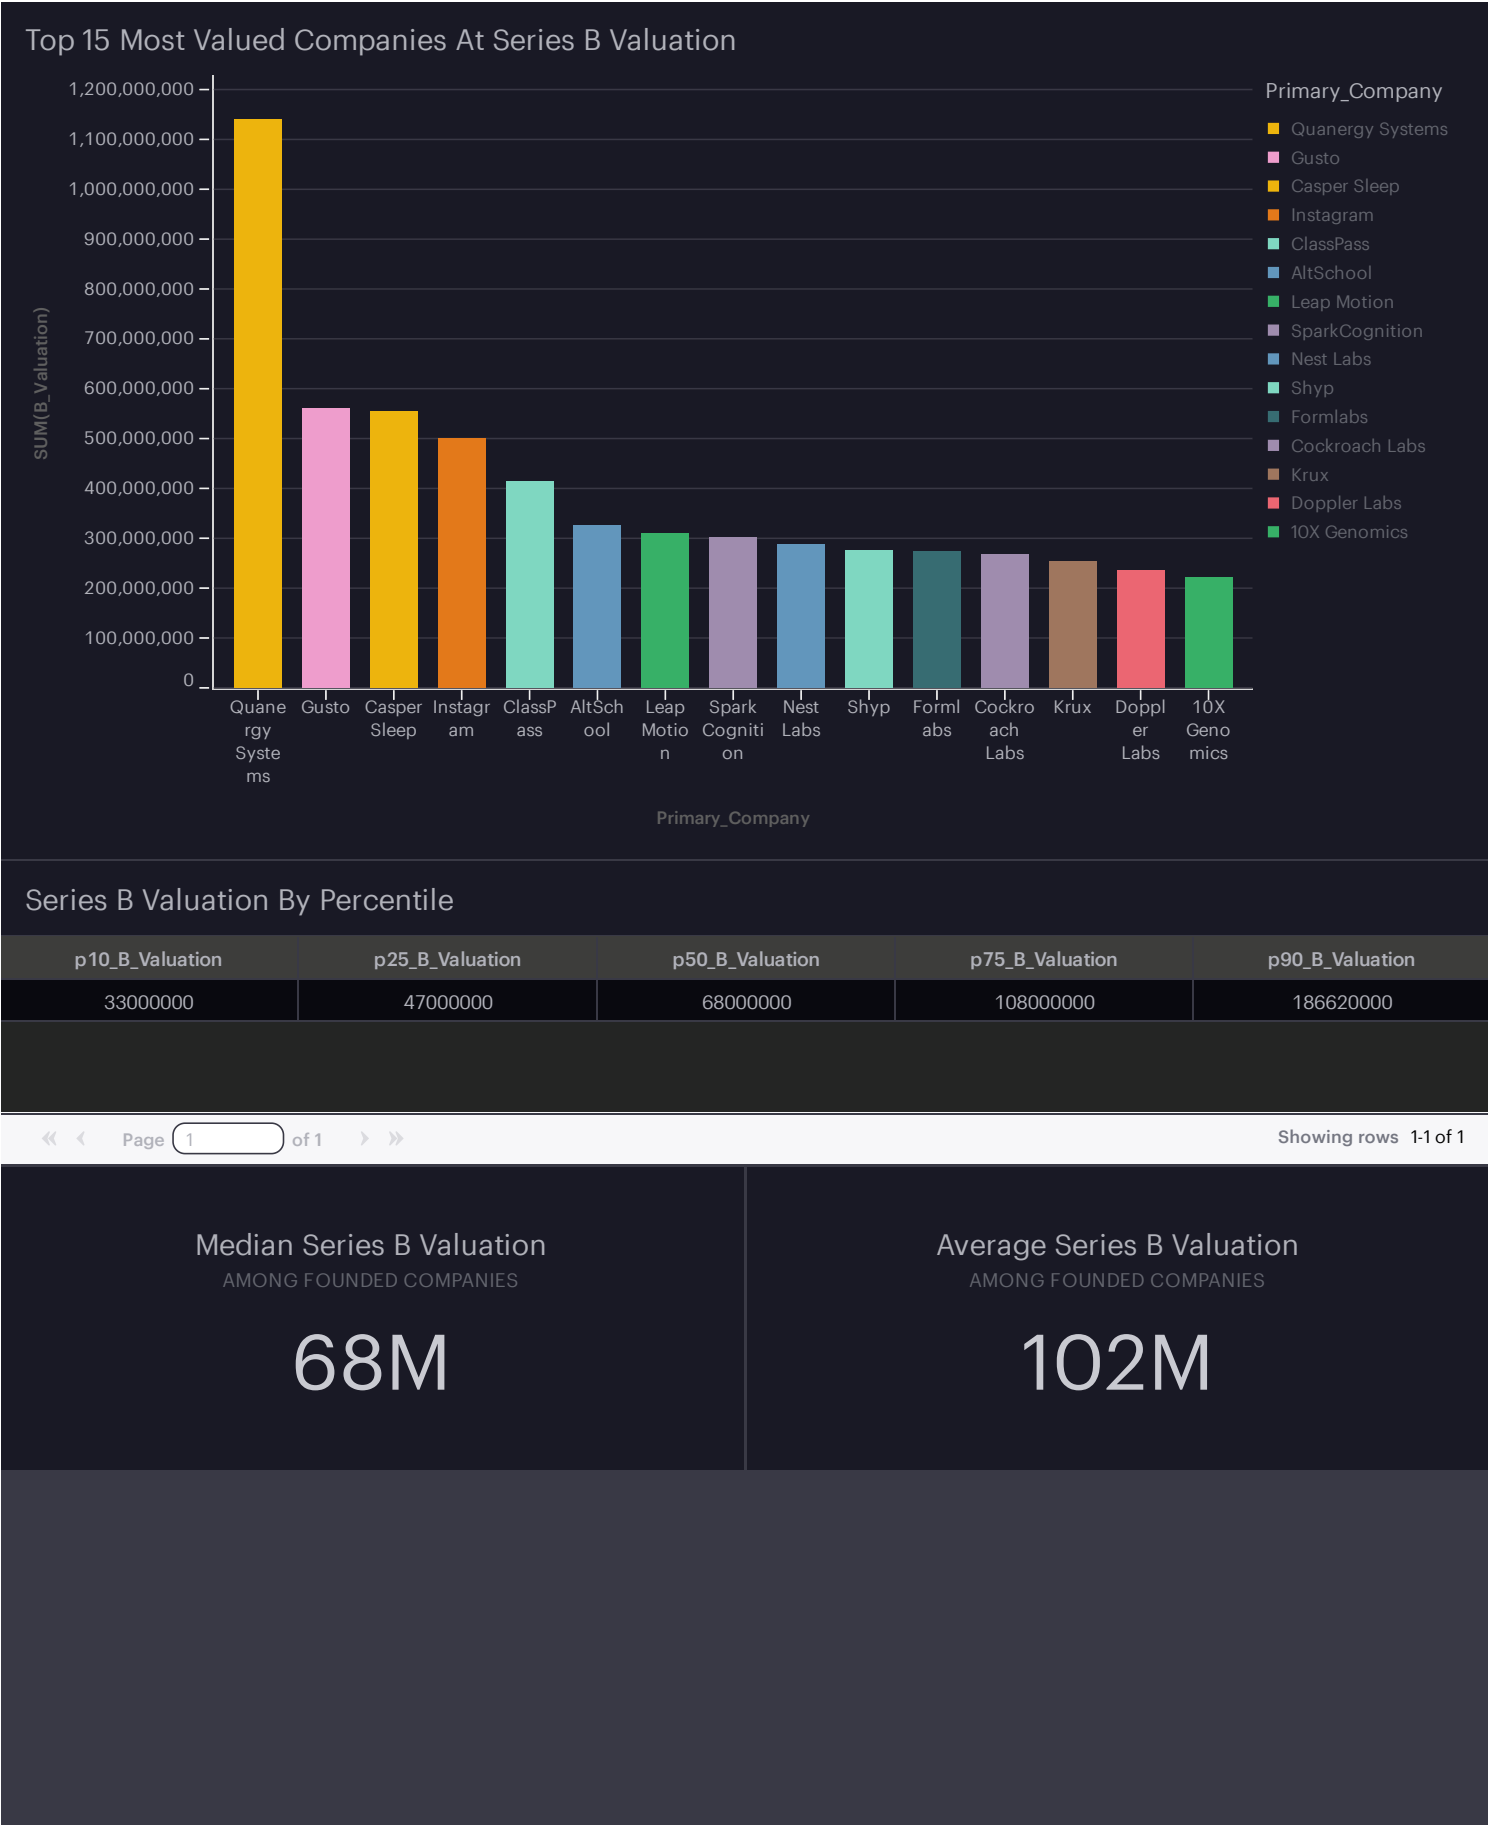 Top 15 Most Valued Companies At Series B Valuation
1,200,000,000
1,100,000,000
1,000,000,000
900,000,000
800,000,000
700,000,000
600,000,000
500,000,000
400,000,000
300,000,000
200,000,000
100,000,000
0
SUM(B_Valuation)
Quane
rgy
Syste
ms
Gusto
Casper
Sleep
Instagr
am
ClassP
ass
AltSch
ool
Leap
Motio
n
Spark
Cogniti
on
Nest
Labs
Shyp
Forml
abs
Cockro
ach
Labs
Krux
Doppl
er
Labs
10X
Geno
mics
Primary_Company
Primary_Company
Quanergy Systems
Gusto
Casper Sleep
Instagram
ClassPass
AltSchool
Leap Motion
SparkCognition
Nest Labs
Shyp
Formlabs
Cockroach Labs
Krux
Doppler Labs
10X Genomics
Series B Valuation By Percentile
p10_B_Valuation p25_B_Valuation p50_B_Valuation p75_B_Valuation p90_B_Valuation
33000000 47000000 68000000 108000000 186620000
« ‹ Page 1 of 1 › » Showing rows 1-1 of 1
Median Series B Valuation
AMONG FOUNDED COMPANIES
68M
Average Series B Valuation
AMONG FOUNDED COMPANIES
102M